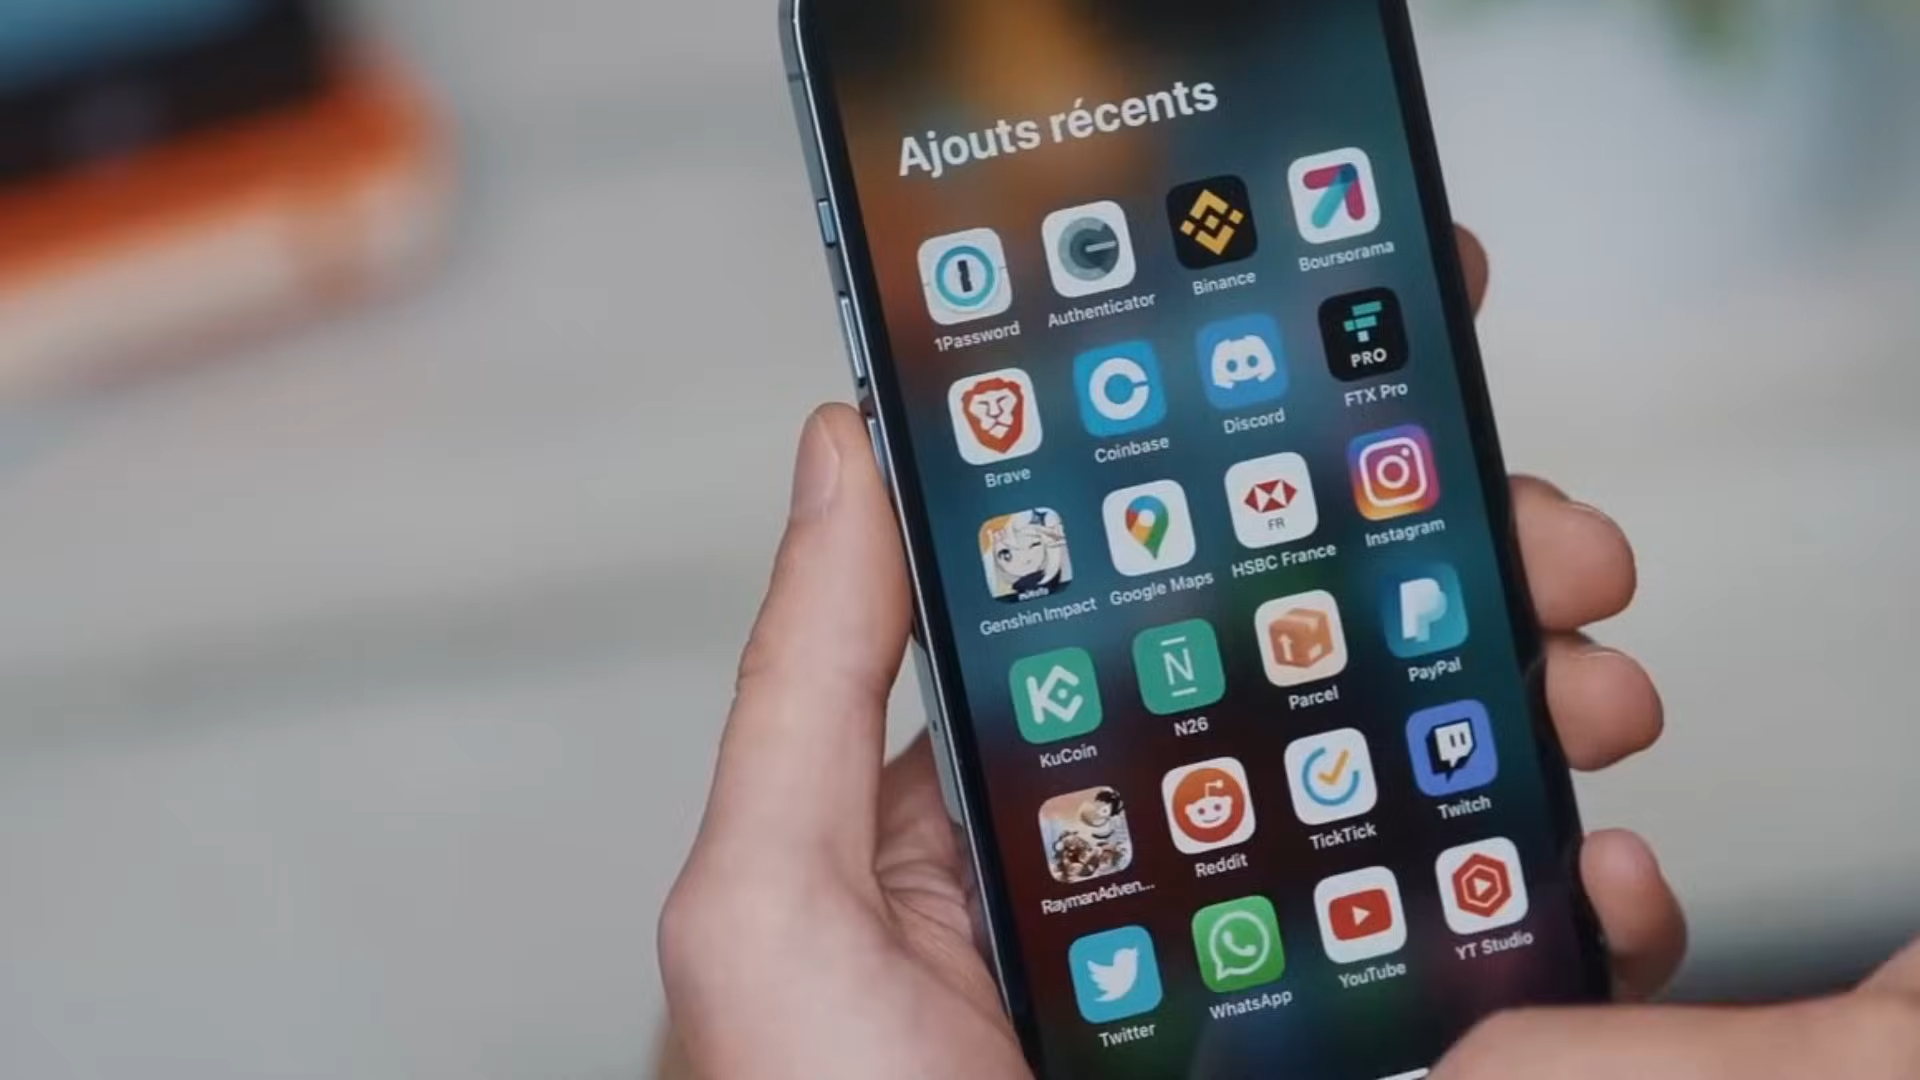 Ajouts récents
1Password
Authenticator
Binance
Boursorama
Brave
Coinbase
Discord
PRO
FTX Pro
Genshin Impact
Google Maps
FR
HSBC France
Instagram
KuCoin
N
N26
Parcel
PayPal
RaymanAdven...
Reddit
TickTick
Twitch
Twitter
WhatsApp
YouTube
YT Studio